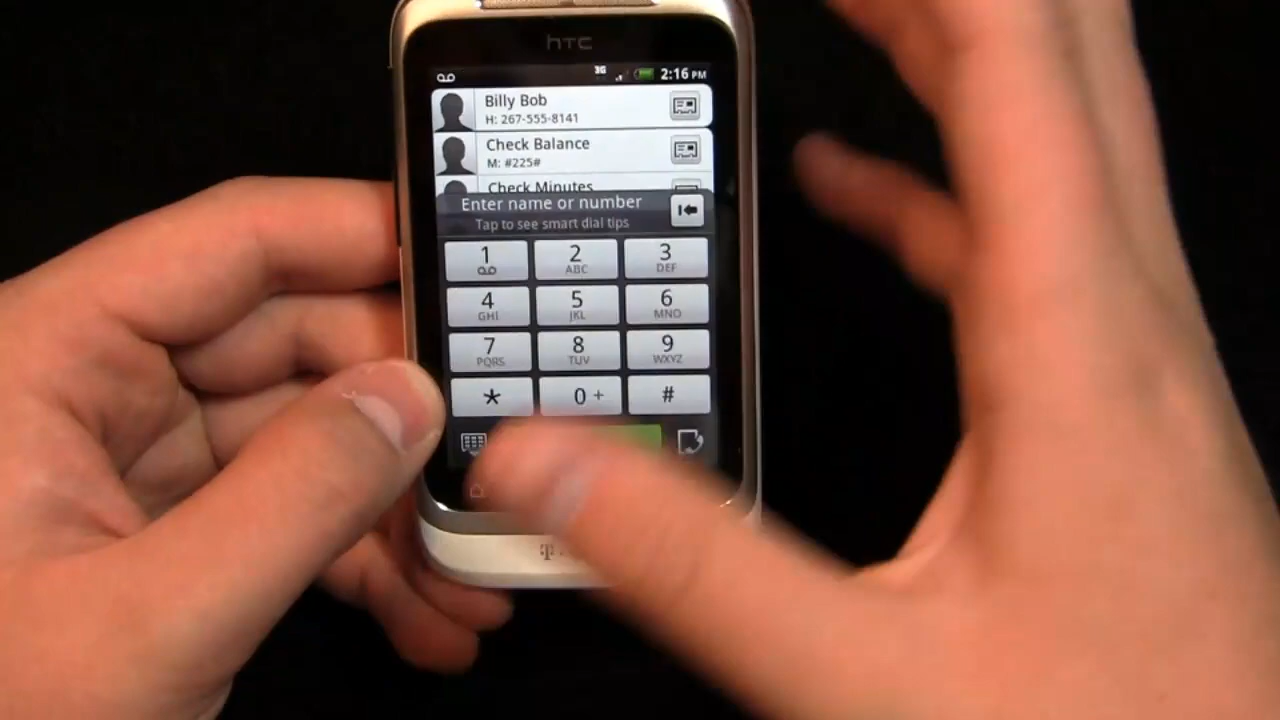 hTC
3G 2:16 PM
Billy Bob
H: 267-555-8141
Check Balance
M: #225#
Check Minutes
Enter name or number
Tap to see smart dial tips
1 2 ABC 3 DEF
4 GHI 5 JKL 6 MNO
7 PQRS 8 TUV 9 WXYZ
* 0 + #
T